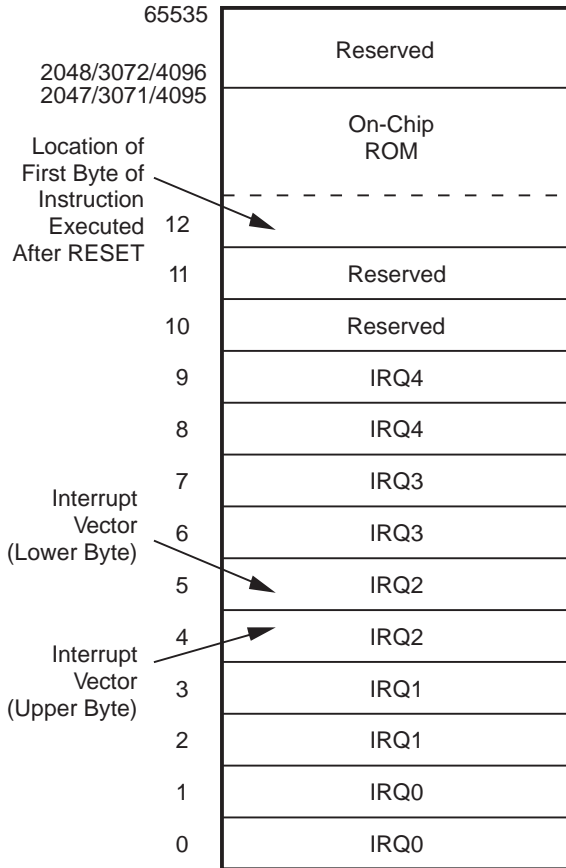 65535
Reserved
2048/3072/4096
2047/3071/4095
On-Chip
ROM
Location of
First Byte of
Instruction
Executed
After RESET
12
11
Reserved
10
Reserved
9
IRQ4
8
IRQ4
7
IRQ3
Interrupt
Vector
(Lower Byte)
6
IRQ3
5
IRQ2
4
IRQ2
Interrupt
Vector
(Upper Byte)
3
IRQ1
2
IRQ1
1
IRQ0
0
IRQ0